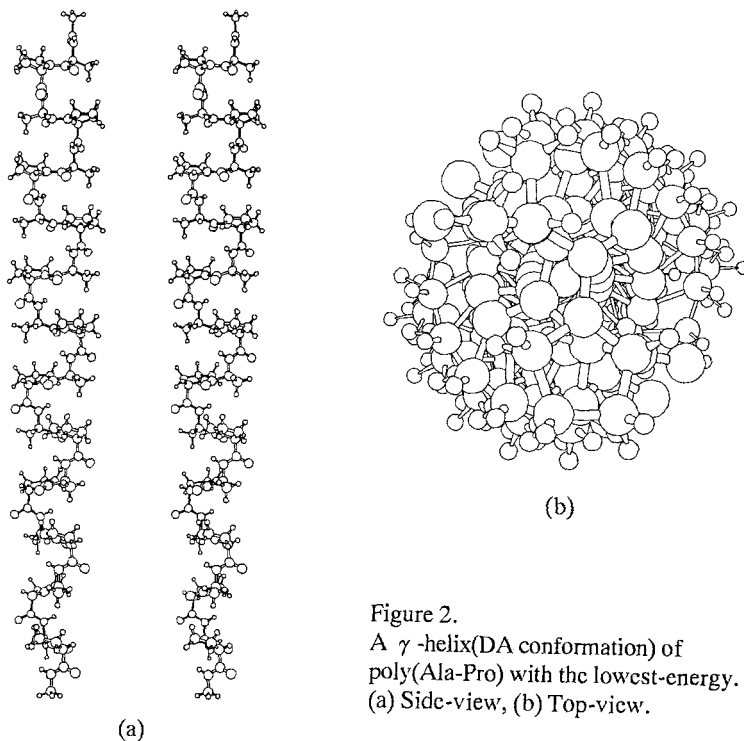 (a)
(b)
Figure 2.
A γ -helix(DA conformation) of
poly(Ala-Pro) with the lowest-energy.
(a) Side-view, (b) Top-view.